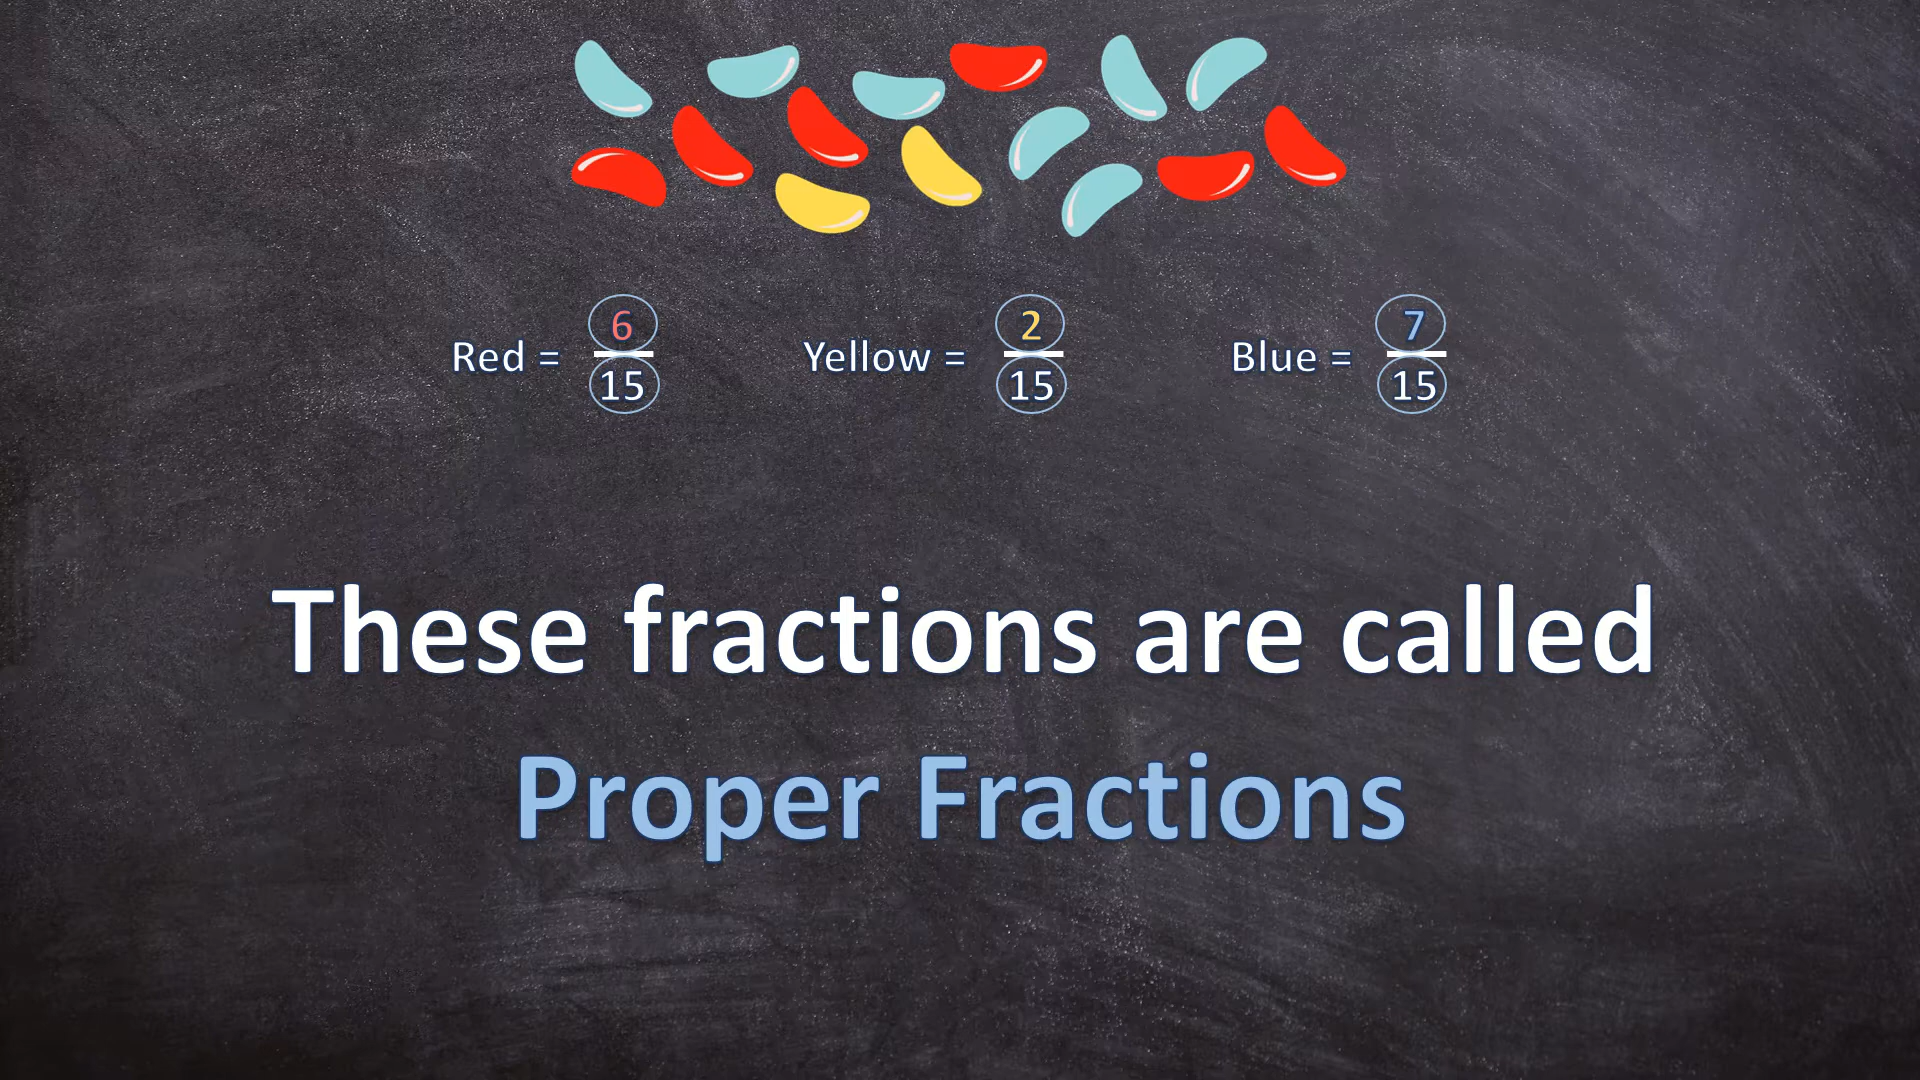 Red = 6/15 Yellow = 2/15 Blue = 7/15
These fractions are called
Proper Fractions